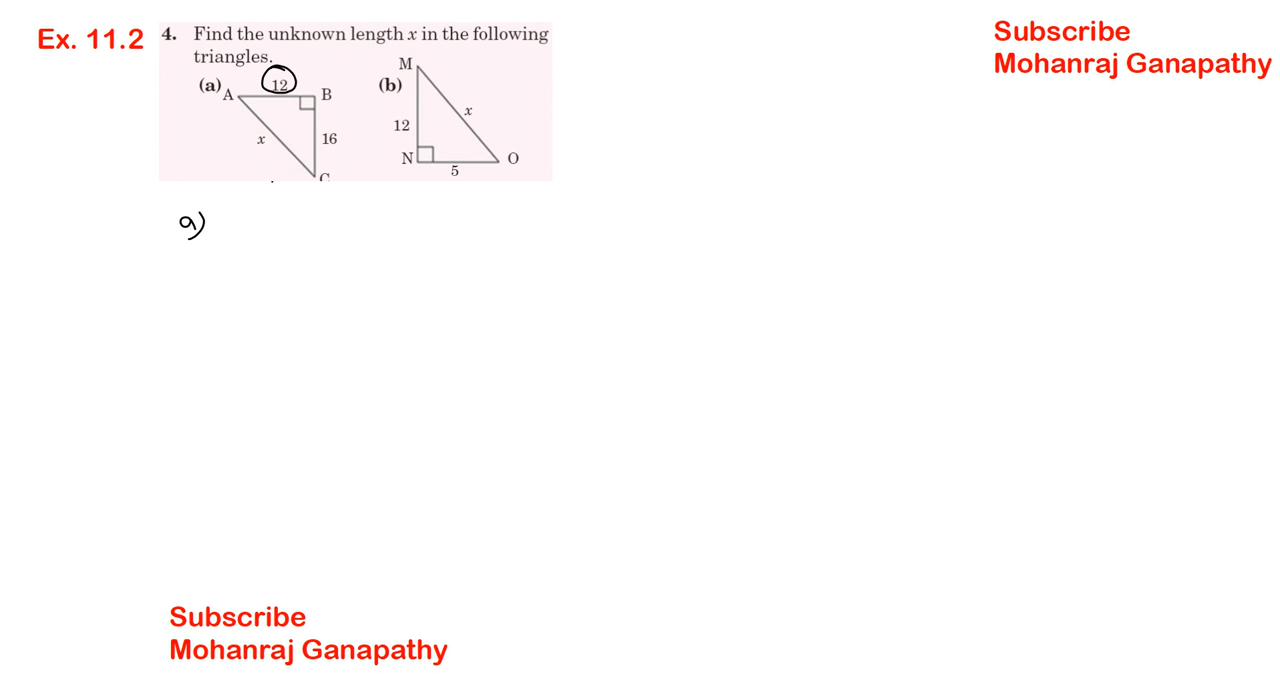 Ex. 11.2
4. Find the unknown length x in the following
triangles.
(a) A 12 B
x 16
C
(b) M
12 x
N O
5
a)
Subscribe
Mohanraj Ganapathy
Subscribe
Mohanraj Ganapathy